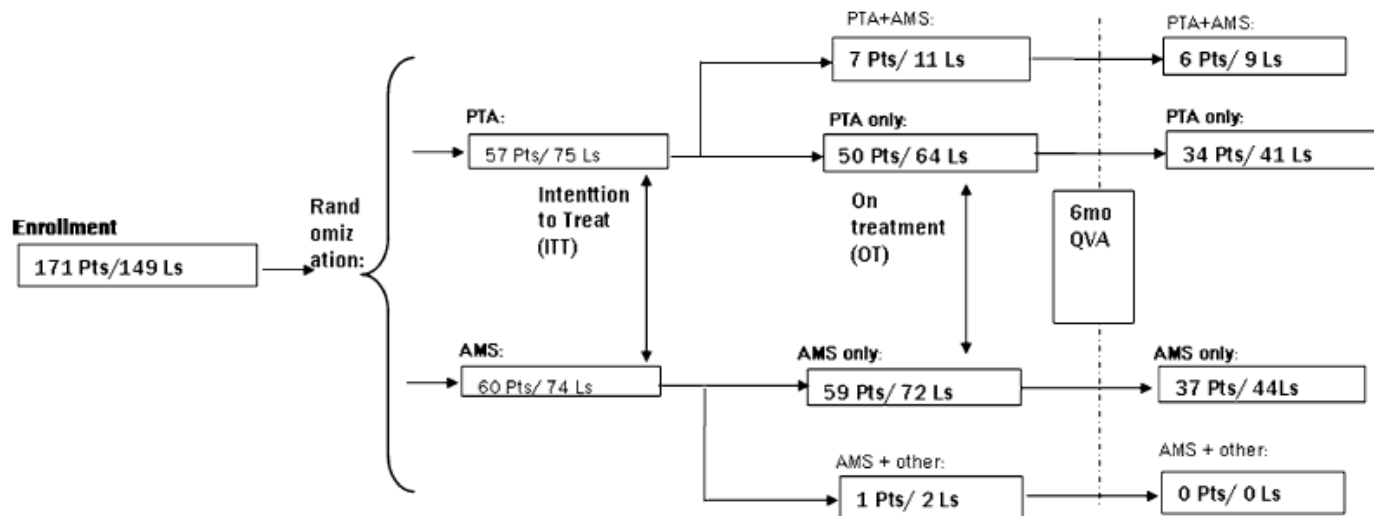 Enrollment
171 Pts/149 Ls
Rand
omiz
ation:
PTA:
57 Pts/ 75 Ls
Intenttion
to Treat
(ITT)
AMS:
60 Pts/ 74 Ls
PTA+AMS:
7 Pts/ 11 Ls
PTA only:
50 Pts/ 64 Ls
On
treatment
(OT)
AMS only:
59 Pts/ 72 Ls
AMS + other:
1 Pts/ 2 Ls
6mo
QVA
PTA+AMS:
6 Pts/ 9 Ls
PTA only:
34 Pts/ 41 Ls
AMS only:
37 Pts/ 44Ls
AMS + other:
0 Pts/ 0 Ls